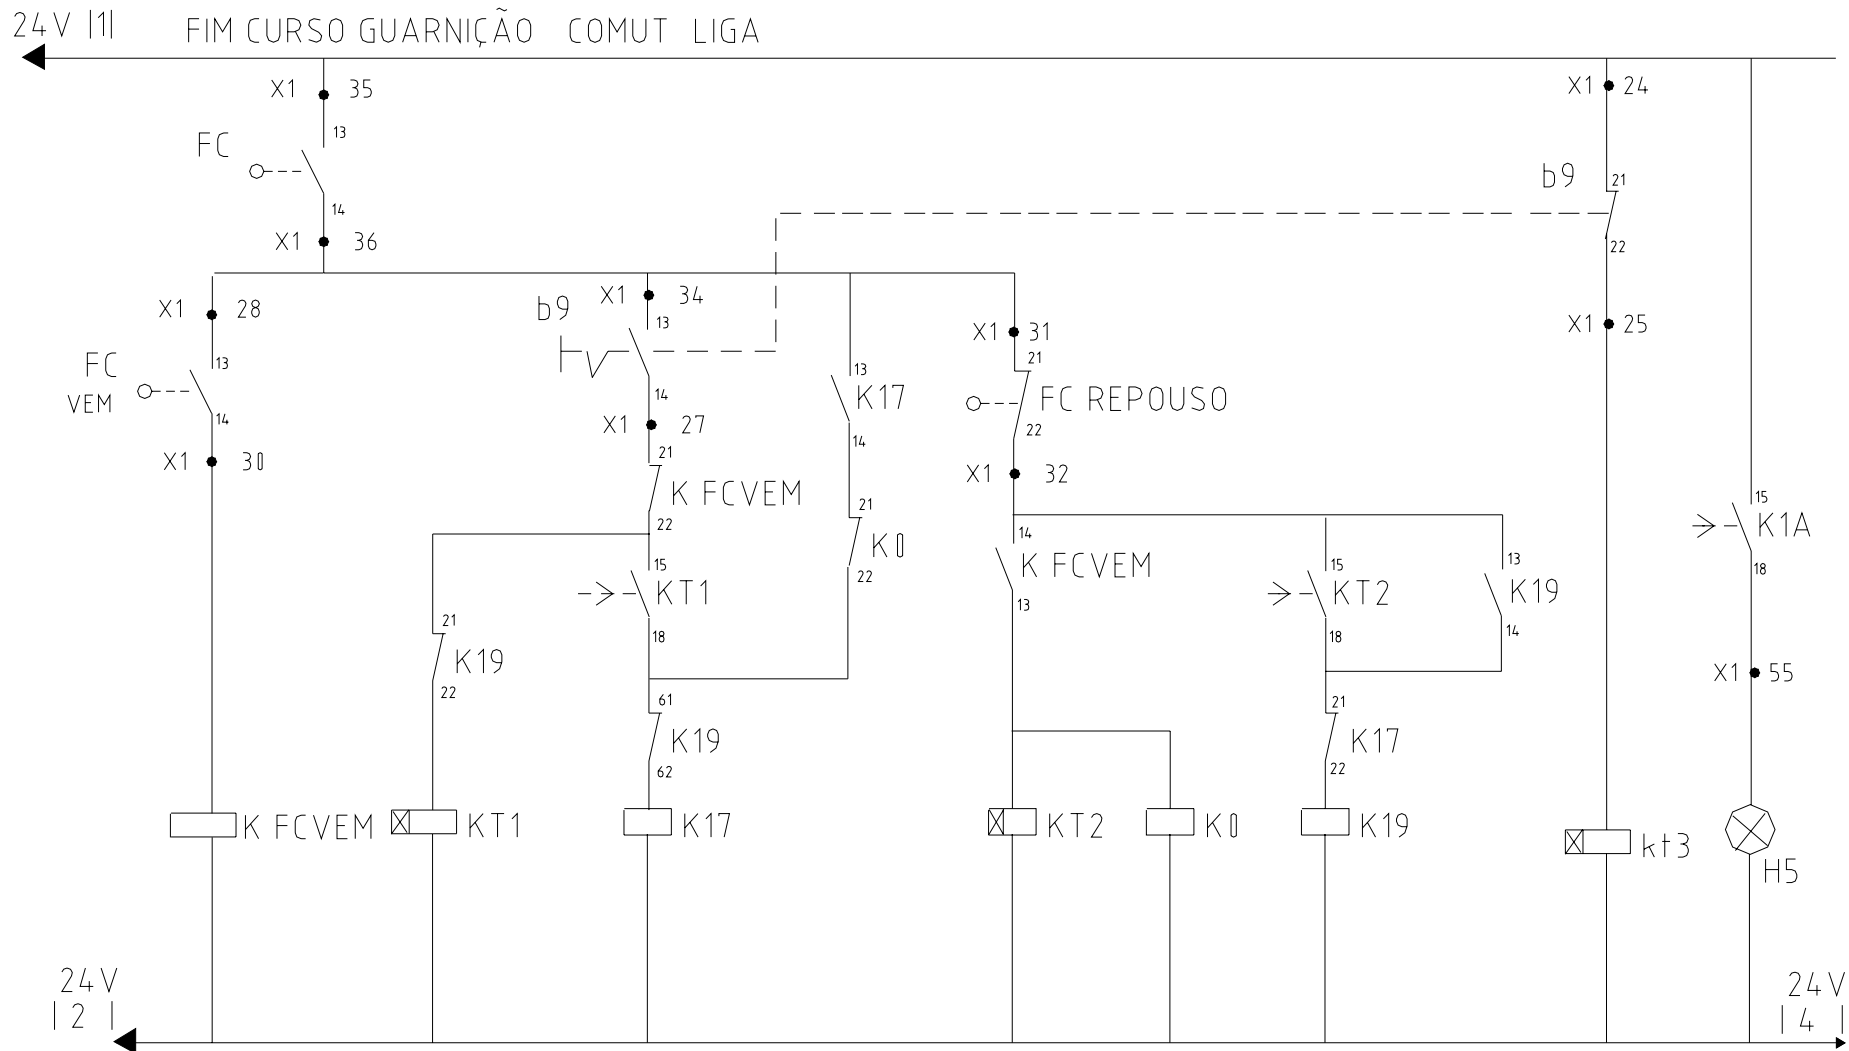 24V |1| FIM CURSO GUARNIÇÃO COMUT LIGA
X1 35
X1 24
13
FC
14
X1 36
b9
21
22
X1 28
b9
X1 34
13
X1 31
X1 25
FC
VEM
13
14
14
X1 27
13
K17
14
21
FC REPOUSO
22
X1 30
21
K FCVEM
22
X1 32
15
K1A
18
21
K0
22
14
K FCVEM
13
15
KT1
18
15
KT2
18
13
K19
14
21
K19
22
X1 55
61
K19
62
21
K17
22
K FCVEM
KT1
K17
KT2
K0
K19
kt3
H5
24V
| 2 |
24V
| 4 |